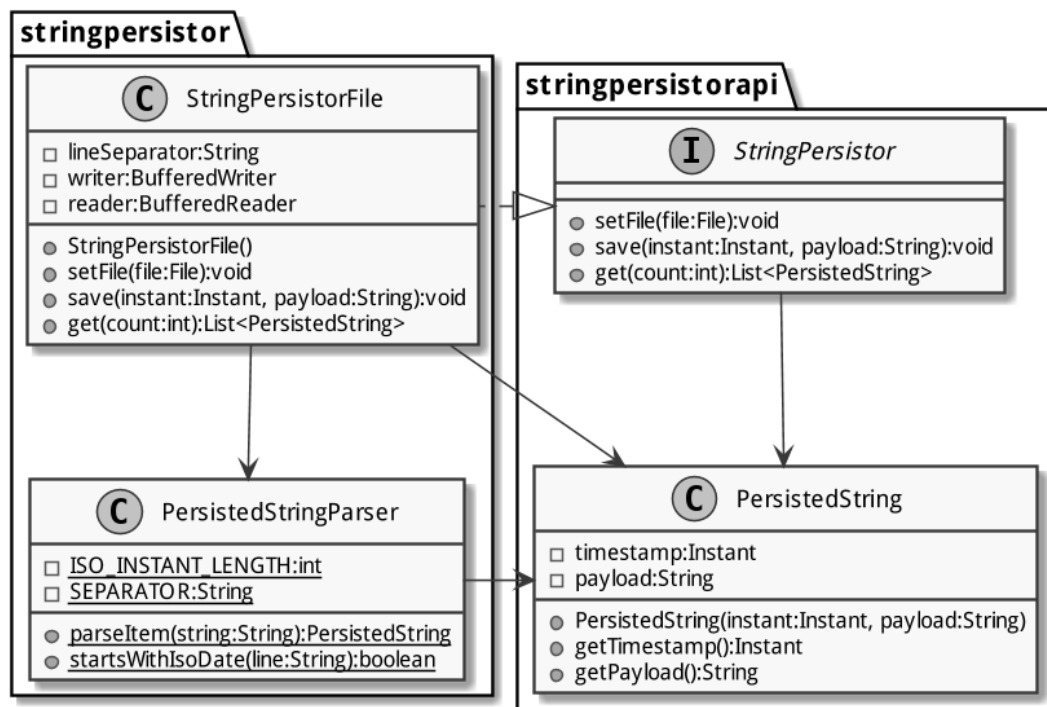 stringpersistor
C StringPersistorFile
lineSeparator:String
writer:BufferedWriter
reader:BufferedReader
StringPersistorFile()
setFile(file:File):void
save(instant:Instant, payload:String):void
get(count:int):List<PersistedString>
C PersistedStringParser
ISO_INSTANT_LENGTH:int
SEPARATOR:String
parseItem(string:String):PersistedString
startsWithIsoDate(line:String):boolean
stringpersistorapi
I StringPersistor
setFile(file:File):void
save(instant:Instant, payload:String):void
get(count:int):List<PersistedString>
C PersistedString
timestamp:Instant
payload:String
PersistedString(instant:Instant, payload:String)
getTimestamp():Instant
getPayload():String